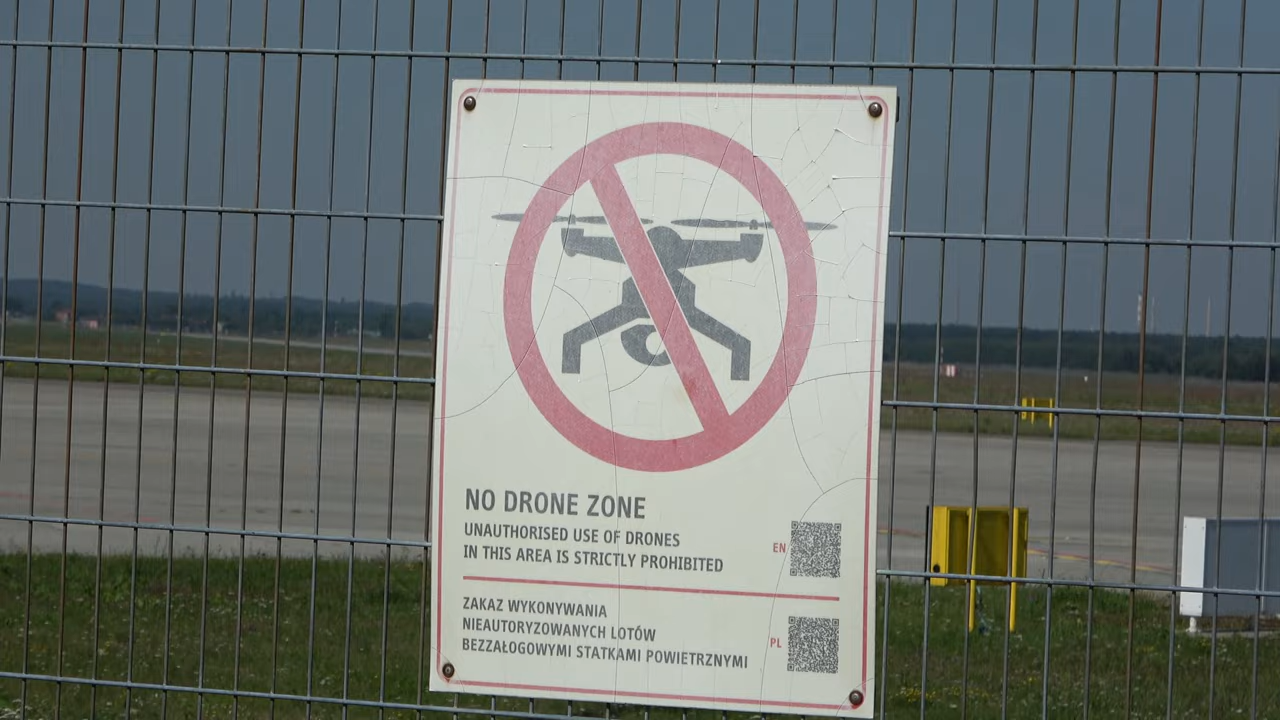 NO DRONE ZONE
UNAUTHORISED USE OF DRONES
IN THIS AREA IS STRICTLY PROHIBITED
EN
ZAKAZ WYKONYWANIA
NIEAUTORYZOWANYCH LOTÓW
BEZZAŁOGOWYMI STATKAMI POWIETRZNYMI
PL